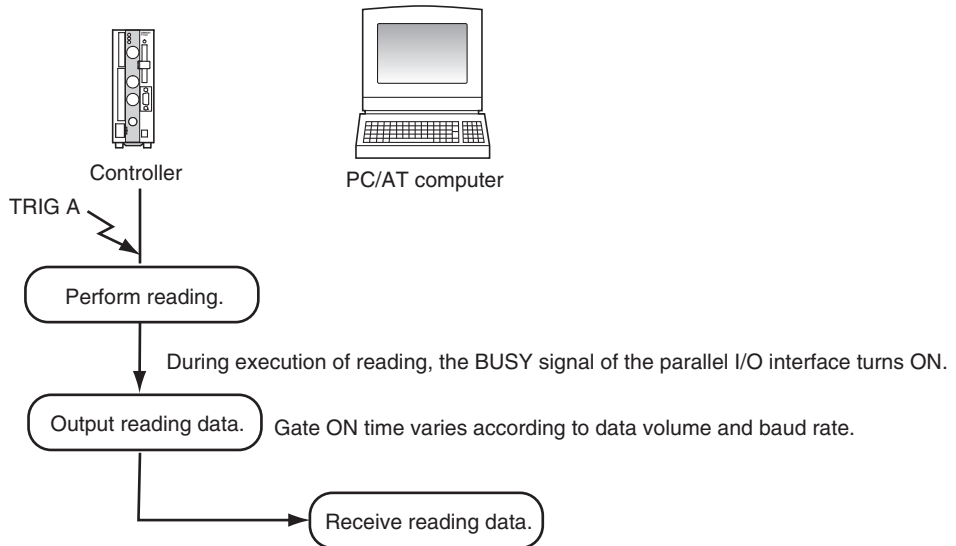 Controller
PC/AT computer
TRIG A
Perform reading.
During execution of reading, the BUSY signal of the parallel I/O interface turns ON.
Output reading data.
Gate ON time varies according to data volume and baud rate.
Receive reading data.